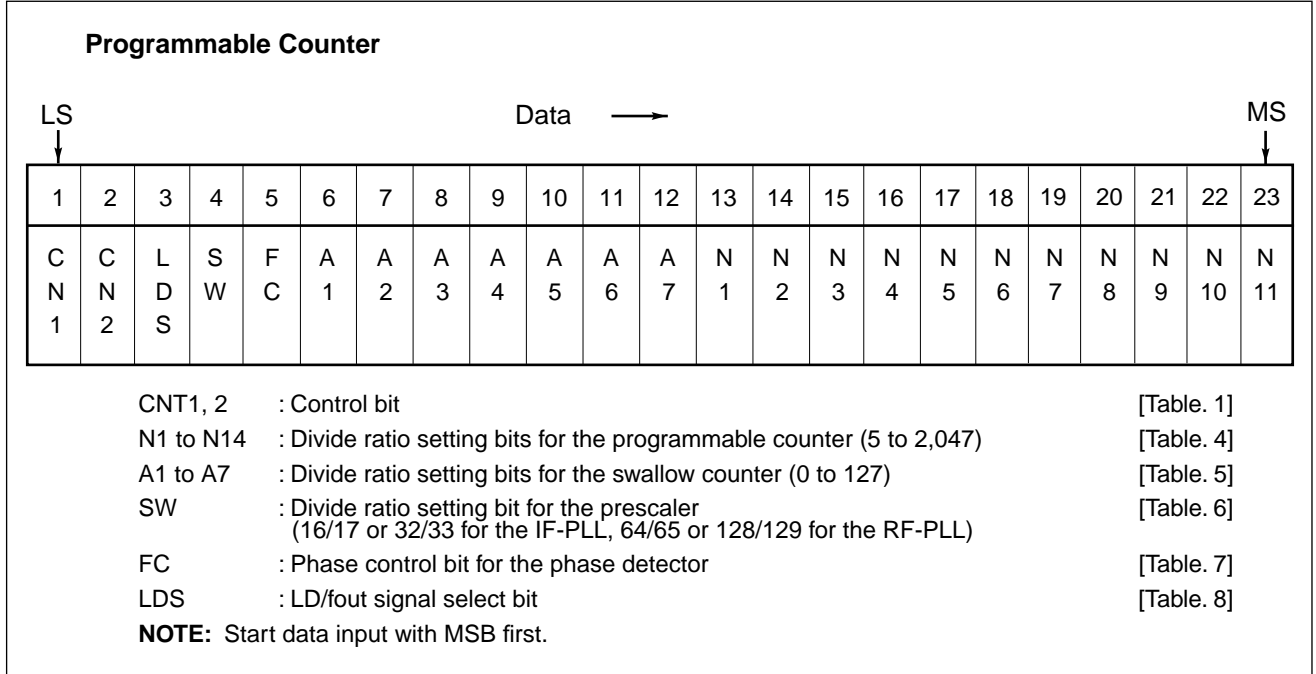 Programmable Counter
LS Data MS
1 2 3 4 5 6 7 8 9 10 11 12 13 14 15 16 17 18 19 20 21 22 23
C C L S F A A A A A A A N N N N N N N N N N N
N N D W C 1 2 3 4 5 6 7 1 2 3 4 5 6 7 8 9 10 11
1 2 S
CNT1, 2 : Control bit [Table. 1]
N1 to N14 : Divide ratio setting bits for the programmable counter (5 to 2,047) [Table. 4]
A1 to A7 : Divide ratio setting bits for the swallow counter (0 to 127) [Table. 5]
SW : Divide ratio setting bit for the prescaler [Table. 6]
(16/17 or 32/33 for the IF-PLL, 64/65 or 128/129 for the RF-PLL)
FC : Phase control bit for the phase detector [Table. 7]
LDS : LD/fout signal select bit [Table. 8]
NOTE: Start data input with MSB first.